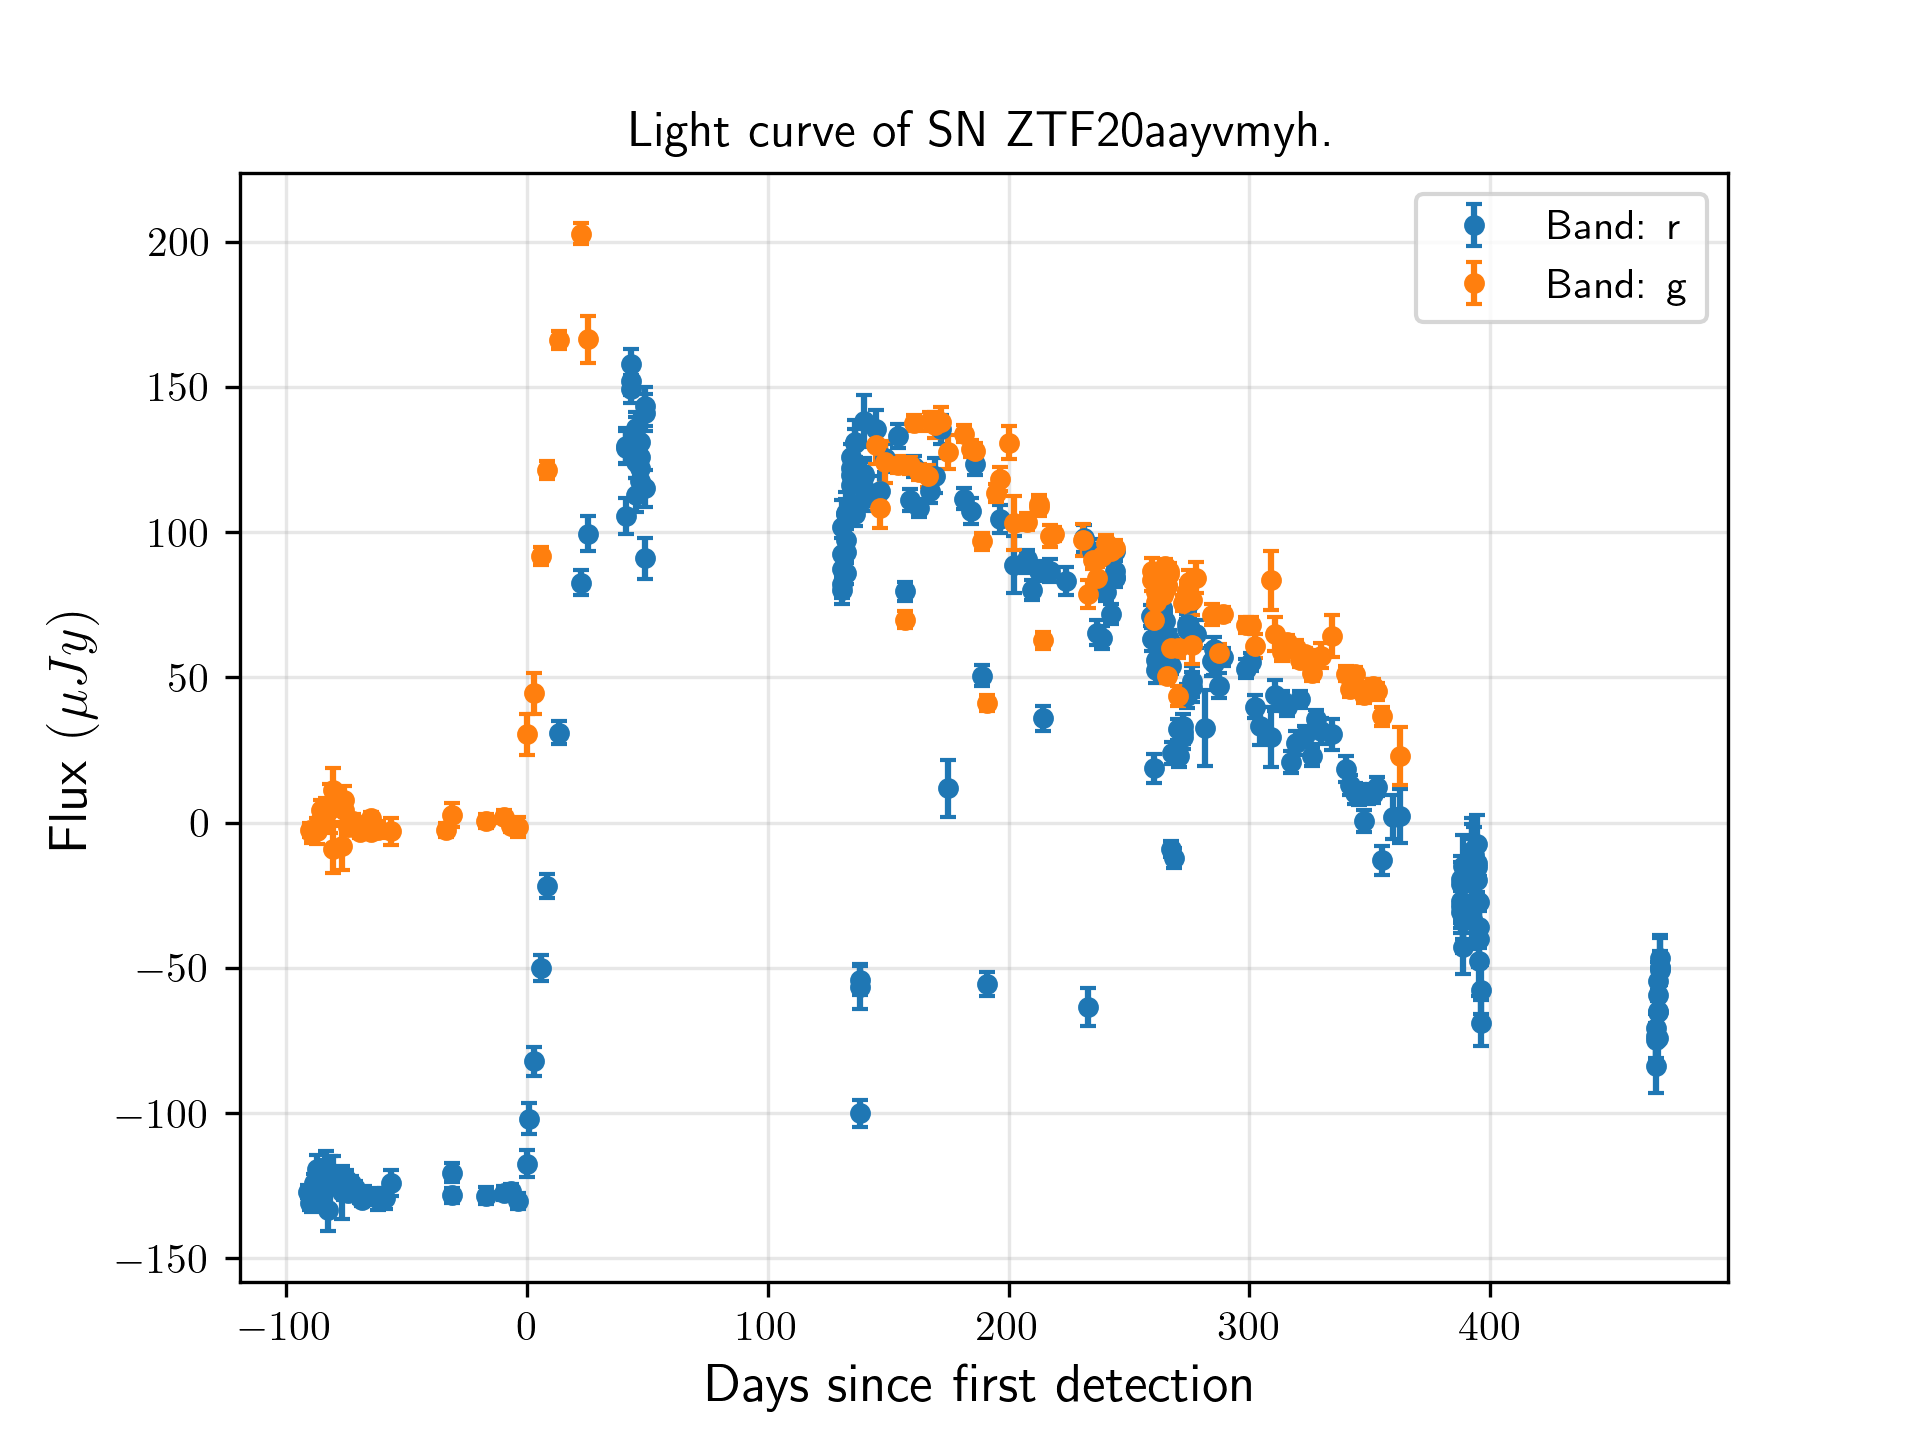 Light curve of SN ZTF20aayvmyh.
Band: r
Band: g
200
150
100
50
0
−50
−100
−150
Flux (μJy)
−100 0 100 200 300 400
Days since first detection